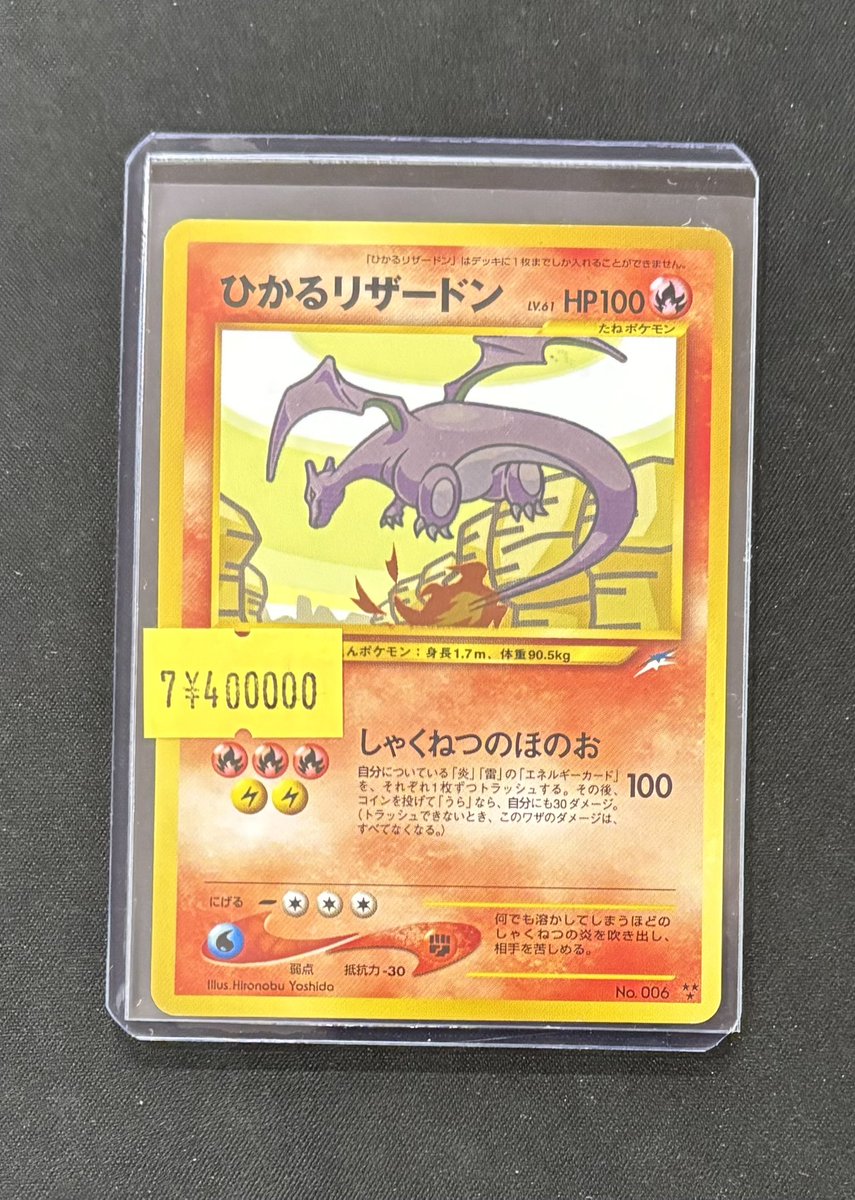 「ひかるリザードン」はデッキに1枚までしか入れることができません。
ひかるリザードン LV.61 HP100
たねポケモン
んポケモン:身長1.7m、体重90.5kg
7¥400000
しゃくねつのほのお
自分についている「炎」「雷」の「エネルギーカード」
を、それぞれ1枚ずつトラッシュする。その後、
コインを投げて「うら」なら、自分にも30ダメージ。
(トラッシュできないとき、このワザのダメージは、
すべてなくなる。)
100
にげる
弱点 抵抗力-30
何でも溶かしてしまうほどの
しゃくねつの炎を吹き出し、
相手を苦しめる。
Illus.Hironobu Yoshida
No.006